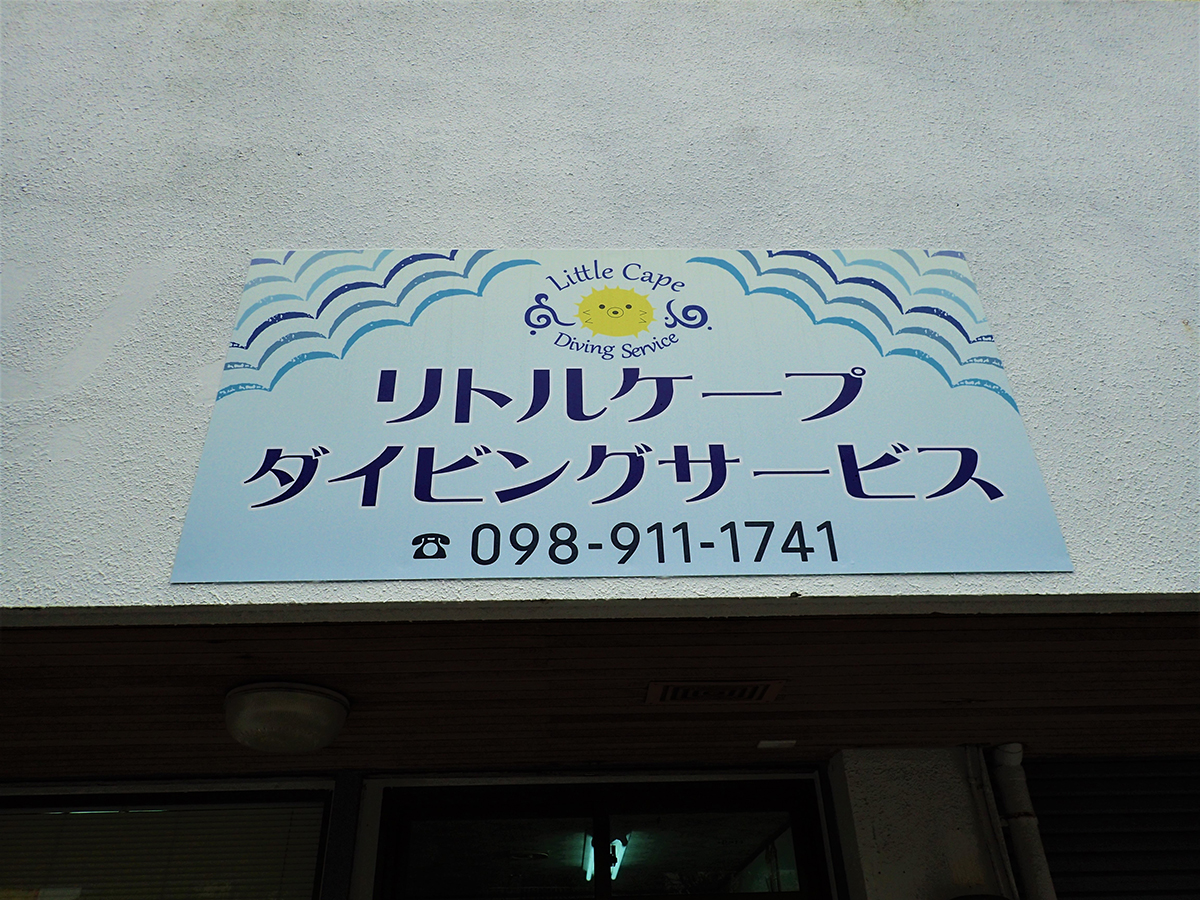 Little Cape
Diving Service
リトルケープ
ダイビングサービス
☎ 098-911-1741